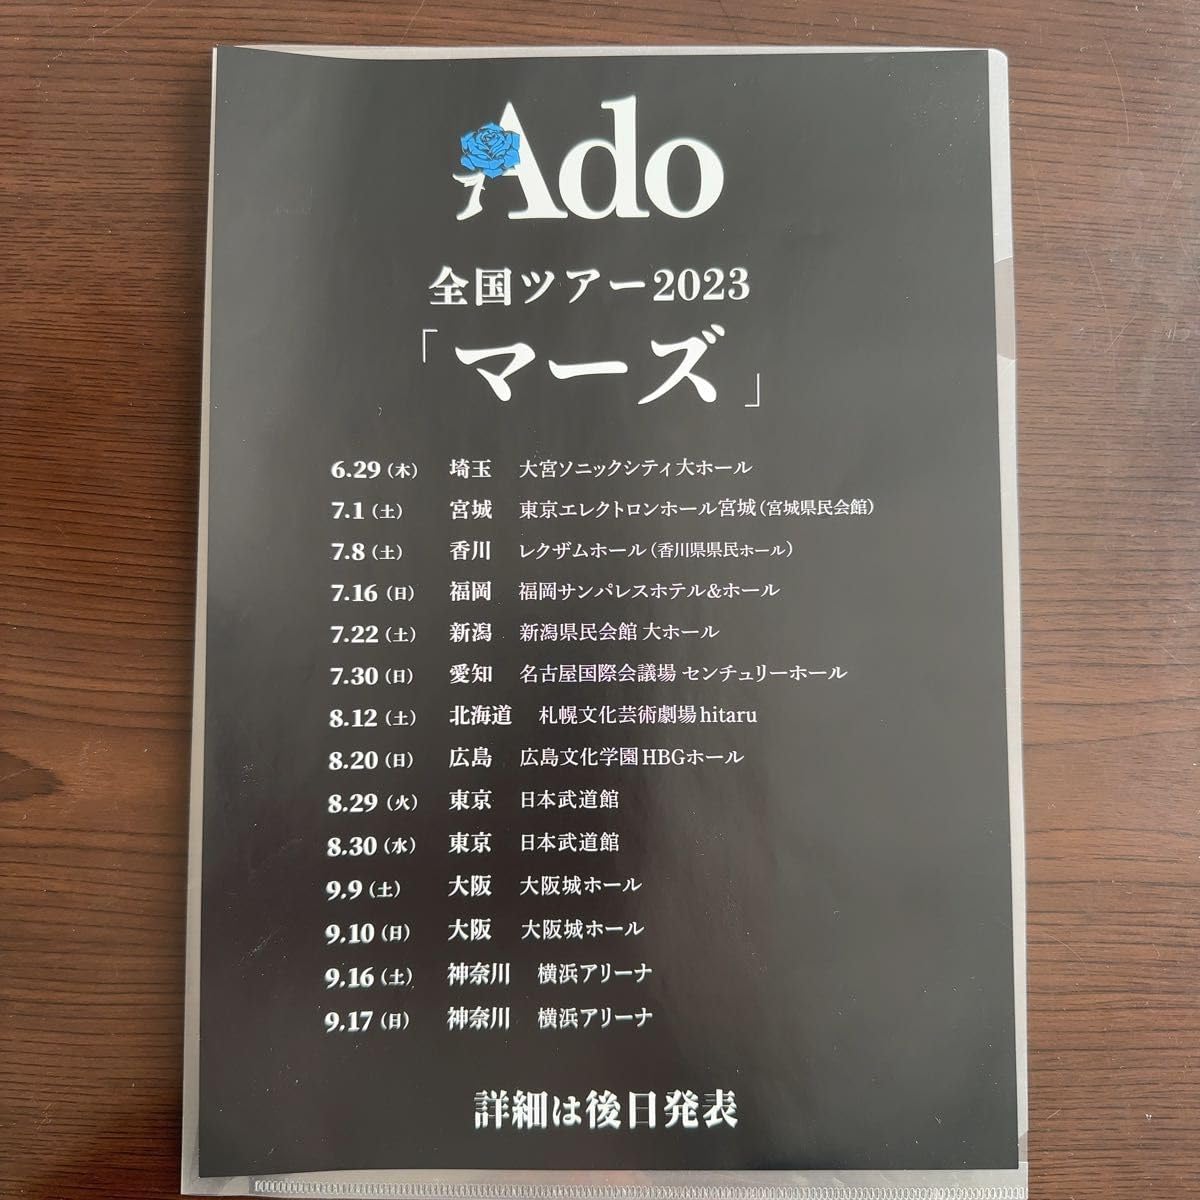 Ado
全国ツアー2023
「マーズ」
6.29(木) 埼玉 大宮ソニックシティ大ホール
7.1(土) 宮城 東京エレクトロンホール宮城(宮城県民会館)
7.8(土) 香川 レクザムホール(香川県県民ホール)
7.16(日) 福岡 福岡サンパレスホテル&ホール
7.22(土) 新潟 新潟県民会館 大ホール
7.30(日) 愛知 名古屋国際会議場 センチュリーホール
8.12(土) 北海道 札幌文化芸術劇場hitaru
8.20(日) 広島 広島文化学園HBGホール
8.29(火) 東京 日本武道館
8.30(水) 東京 日本武道館
9.9(土) 大阪 大阪城ホール
9.10(日) 大阪 大阪城ホール
9.16(土) 神奈川 横浜アリーナ
9.17(日) 神奈川 横浜アリーナ
詳細は後日発表